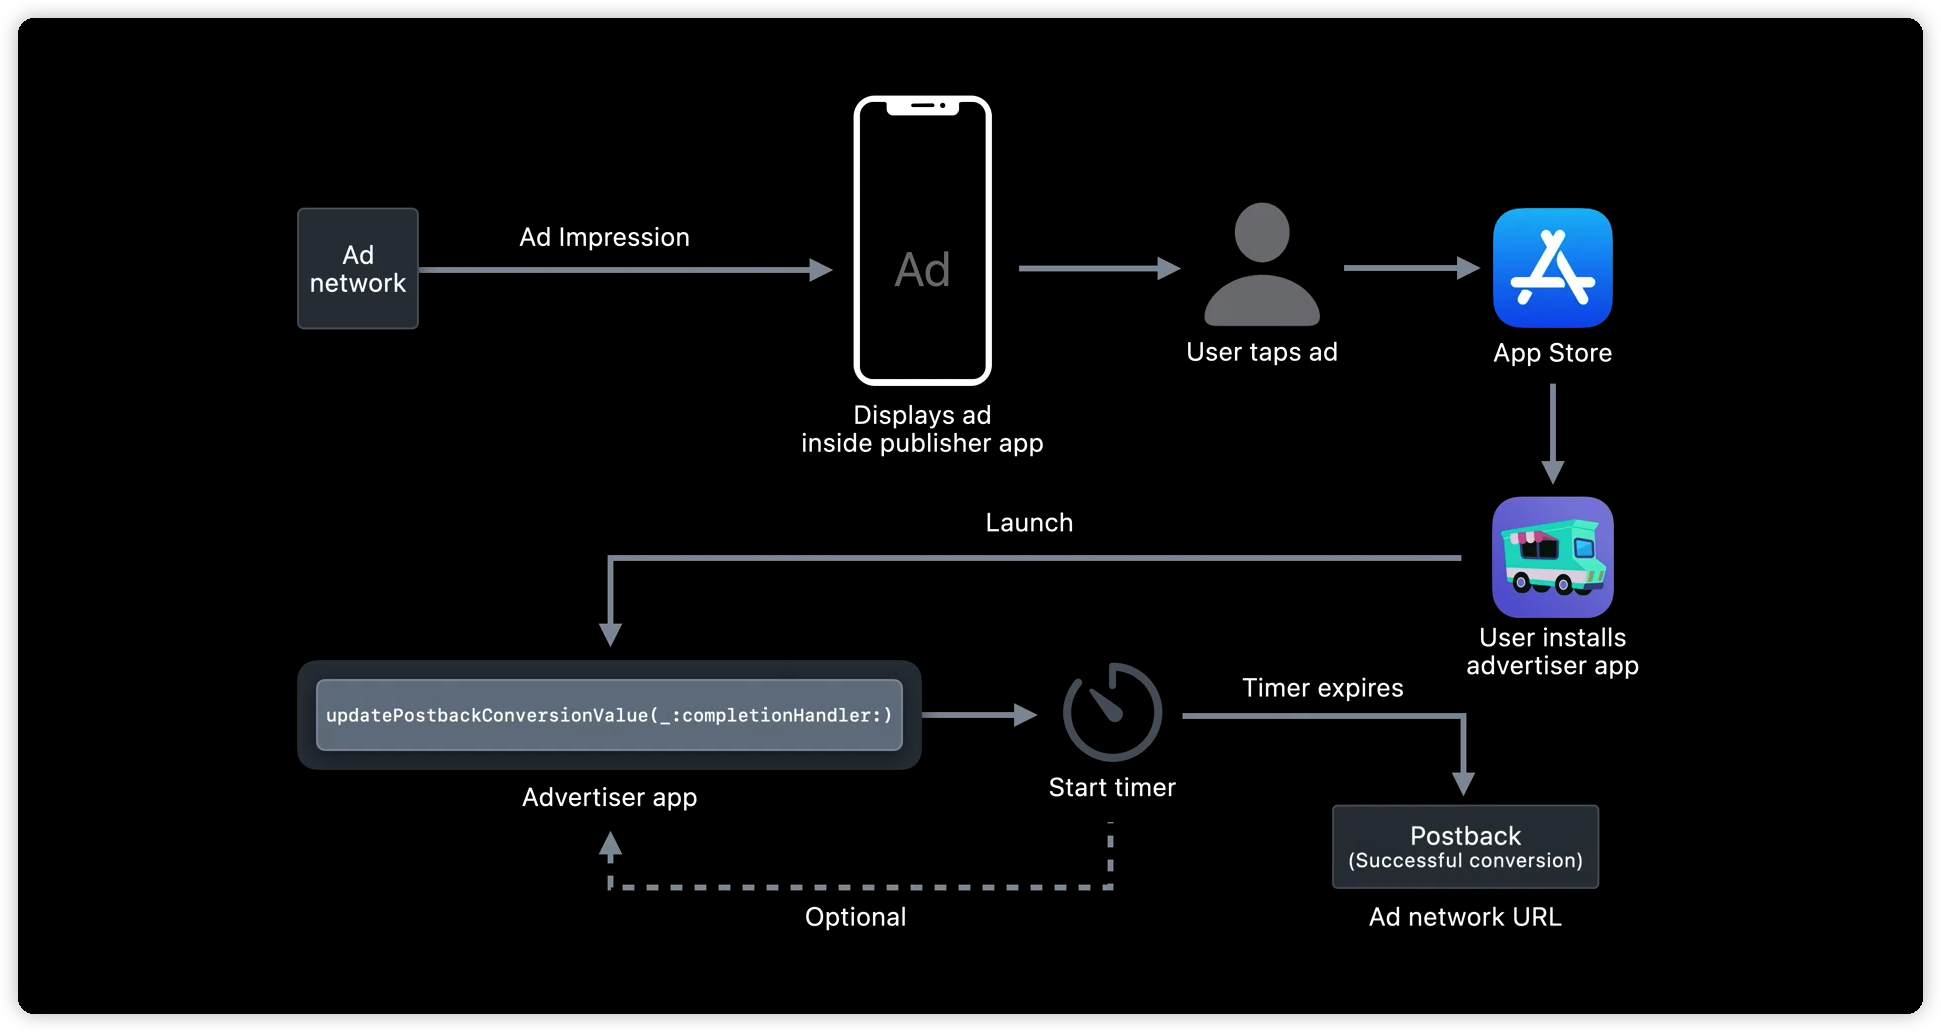 Ad
network
Ad Impression
Ad
Displays ad
inside publisher app
User taps ad
App Store
User installs
advertiser app
Launch
updatePostbackConversionValue(_:completionHandler:)
Advertiser app
Start timer
Timer expires
Postback
(Successful conversion)
Ad network URL
Optional